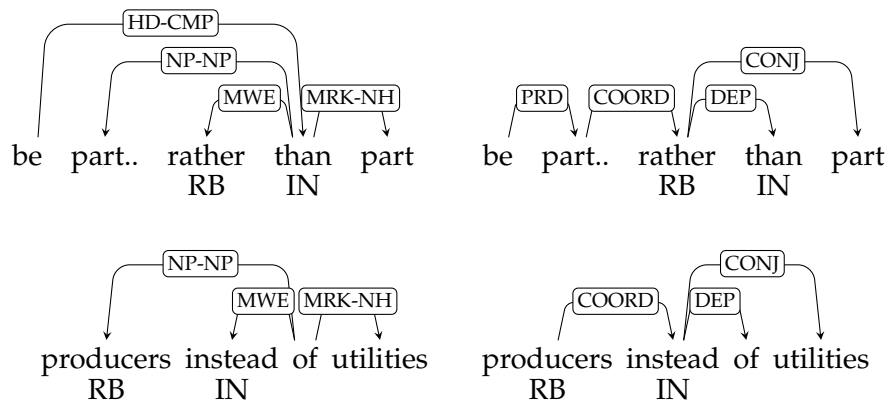 HD-CMP
NP-NP
MWE MRK-NH
be part.. rather than part
RB IN
CONJ
PRD COORD DEP
be part.. rather than part
RB IN
NP-NP
MWE MRK-NH
producers instead of utilities
RB IN
CONJ
COORD DEP
producers instead of utilities
RB IN